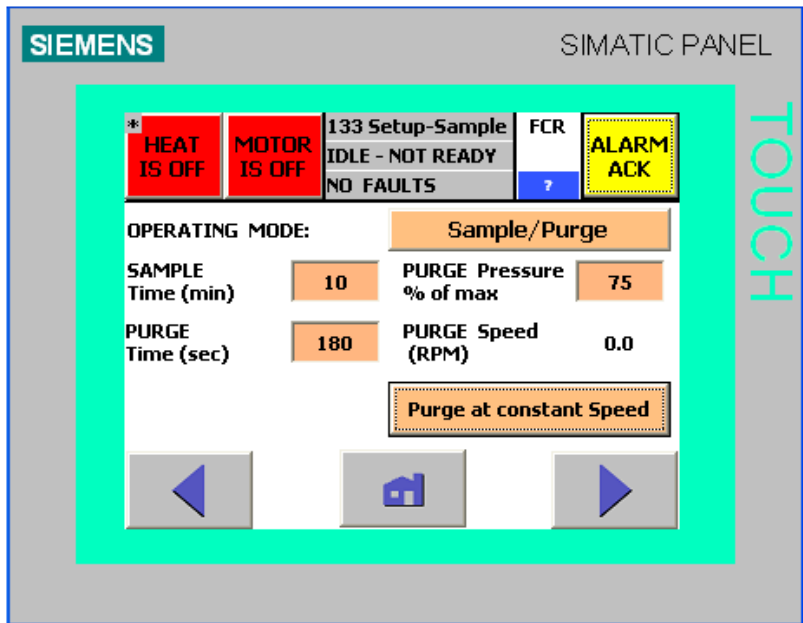 SIEMENS
SIMATIC PANEL
TOUCH
*
HEAT
IS OFF
MOTOR
IS OFF
133 Setup-Sample
IDLE - NOT READY
NO FAULTS
FCR
?
ALARM
ACK
OPERATING MODE:
Sample/Purge
SAMPLE
Time (min)
10
PURGE Pressure
% of max
75
PURGE
Time (sec)
180
PURGE Speed
(RPM)
0.0
Purge at constant Speed